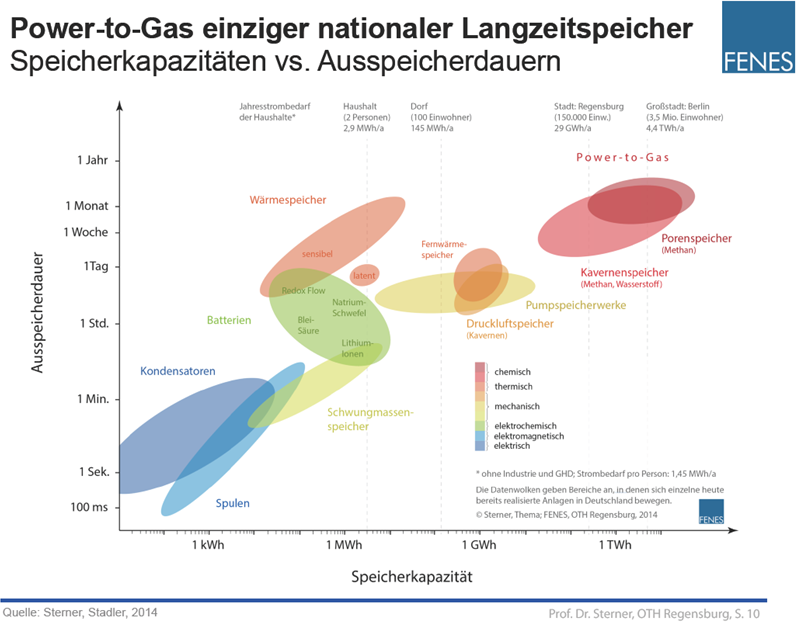 Power-to-Gas einziger nationaler Langzeitspeicher
Speicherkapazitäten vs. Ausspeicherdauern
FENES
Jahresstrombedarf
der Haushalte*
Haushalt
(2 Personen)
2,9 MWh/a
Dorf
(100 Einwohner)
145 MWh/a
Stadt: Regensburg
(150.000 Einw.)
29 GWh/a
Großstadt: Berlin
(3,5 Mio. Einwohner)
4,4 TWh/a
Ausspeicherdauer
1 Jahr
1 Monat
1 Woche
1Tag
1 Std.
1 Min.
1 Sek.
100 ms
Power-to-Gas
Wärmespeicher
sensibel
latent
Fernwärme-
speicher
Porenspeicher
(Methan)
Kavernenspeicher
(Methan, Wasserstoff)
Pumpspeicherwerke
Druckluftspeicher
(Kavernen)
Batterien
Redox Flow
Natrium-
Schwefel
Blei-
Säure
Lithium-
Ionen
Kondensatoren
Schwungmassen-
speicher
Spulen
chemisch
thermisch
mechanisch
elektrochemisch
elektromagnetisch
elektrisch
* ohne Industrie und GHD; Strombedarf pro Person: 1,45 MWh/a
Die Datenwolken geben Bereiche an, in denen sich einzelne heute
bereits realisierte Anlagen in Deutschland bewegen.
© Sterner, Thema; FENES, OTH Regensburg, 2014
FENES
1 kWh
1 MWh
1 GWh
1 TWh
Speicherkapazität
Quelle: Sterner, Stadler, 2014
Prof. Dr. Sterner, OTH Regensburg, S. 10